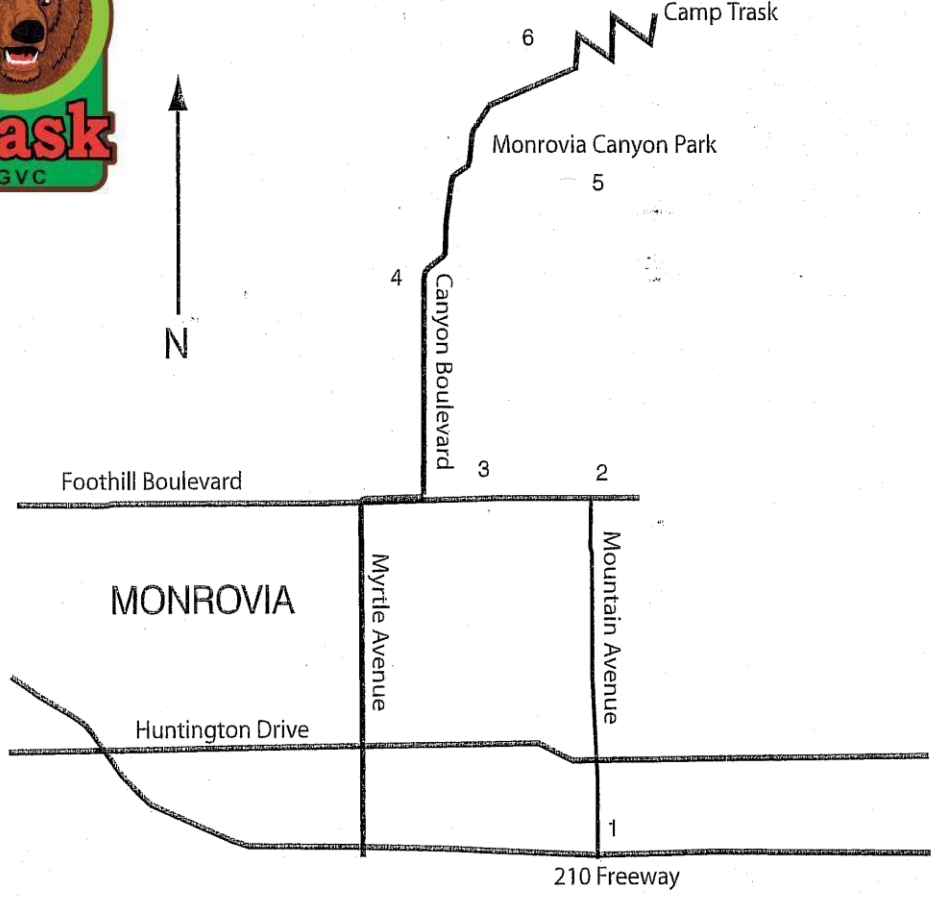 Camp Trask
6
ask
GVC
Monrovia Canyon Park
5
4
Canyon Boulevard
N
3
2
Foothill Boulevard
Myrtle Avenue
Mountain Avenue
MONROVIA
Huntington Drive
1
210 Freeway